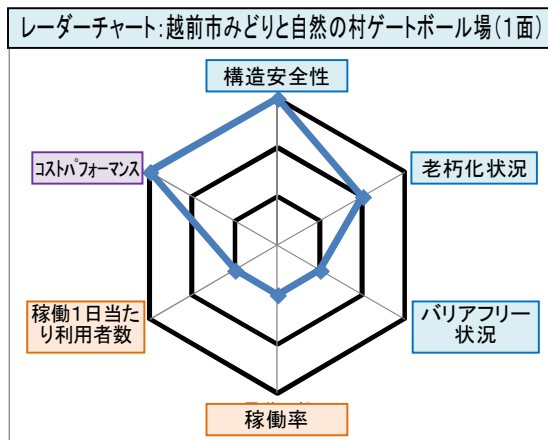 レーダーチャート:越前市みどりと自然の村ゲートボール場(1面)
構造安全性
コストパフォーマンス
老朽化状況
稼働1日当た
り利用者数
バリアフリー
状況
稼働率